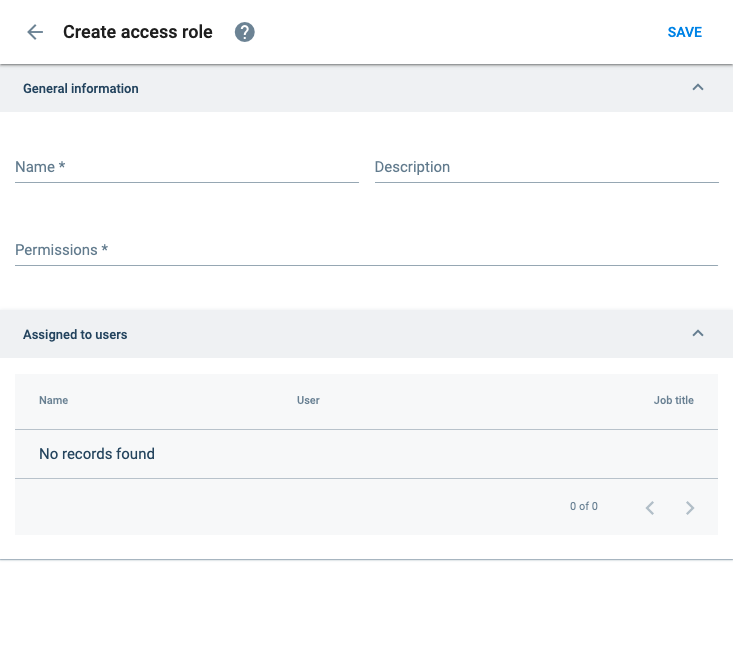 Create access role ?
SAVE
General information
Name *
Description
Permissions *
Assigned to users
Name User Job title
No records found
0 of 0